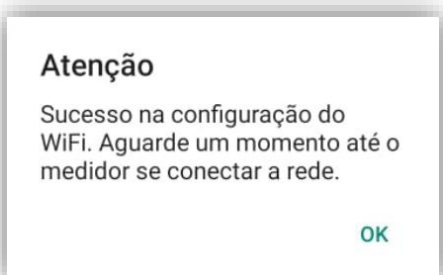 Atenção
Sucesso na configuração do
WiFi. Aguarde um momento até o
medidor se conectar a rede.
OK